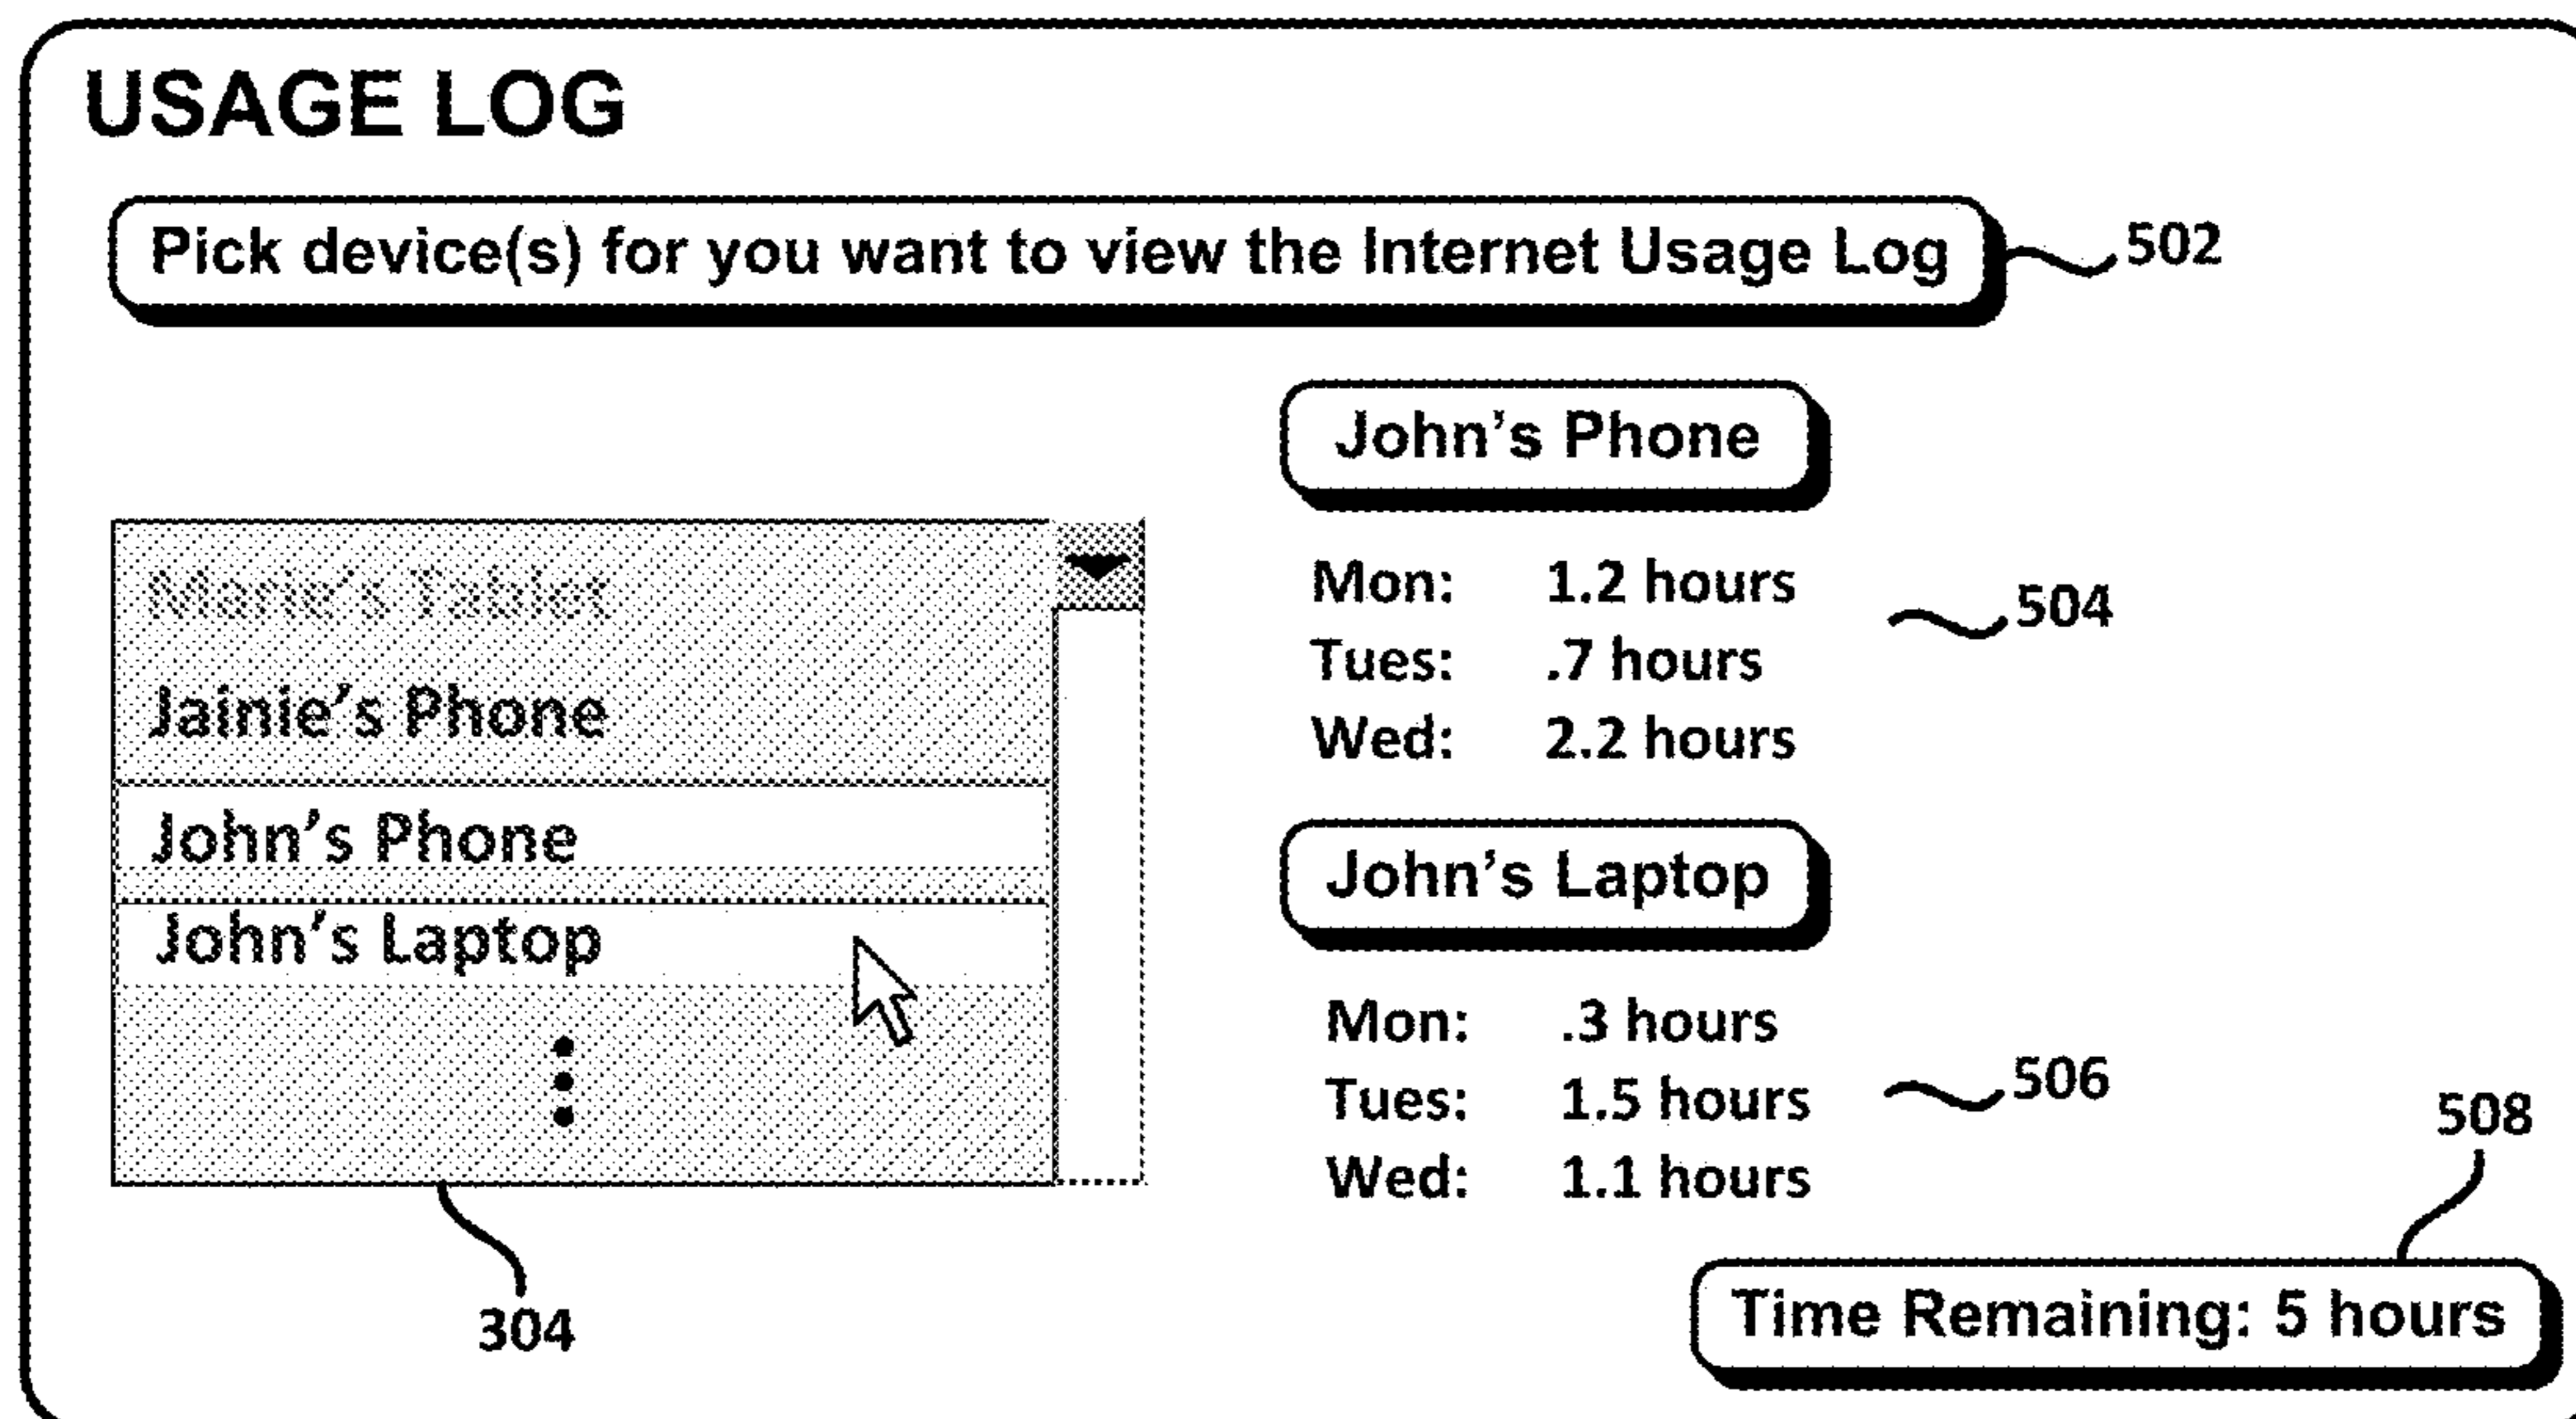 USAGE LOG
Pick device(s) for you want to view the Internet Usage Log
502
John's Phone
Mon: 1.2 hours
Tues: .7 hours
Wed: 2.2 hours
504
Marie's Tablet
Jainie's Phone
John's Phone
John's Laptop
304
John's Laptop
Mon: .3 hours
Tues: 1.5 hours
Wed: 1.1 hours
506
508
Time Remaining: 5 hours